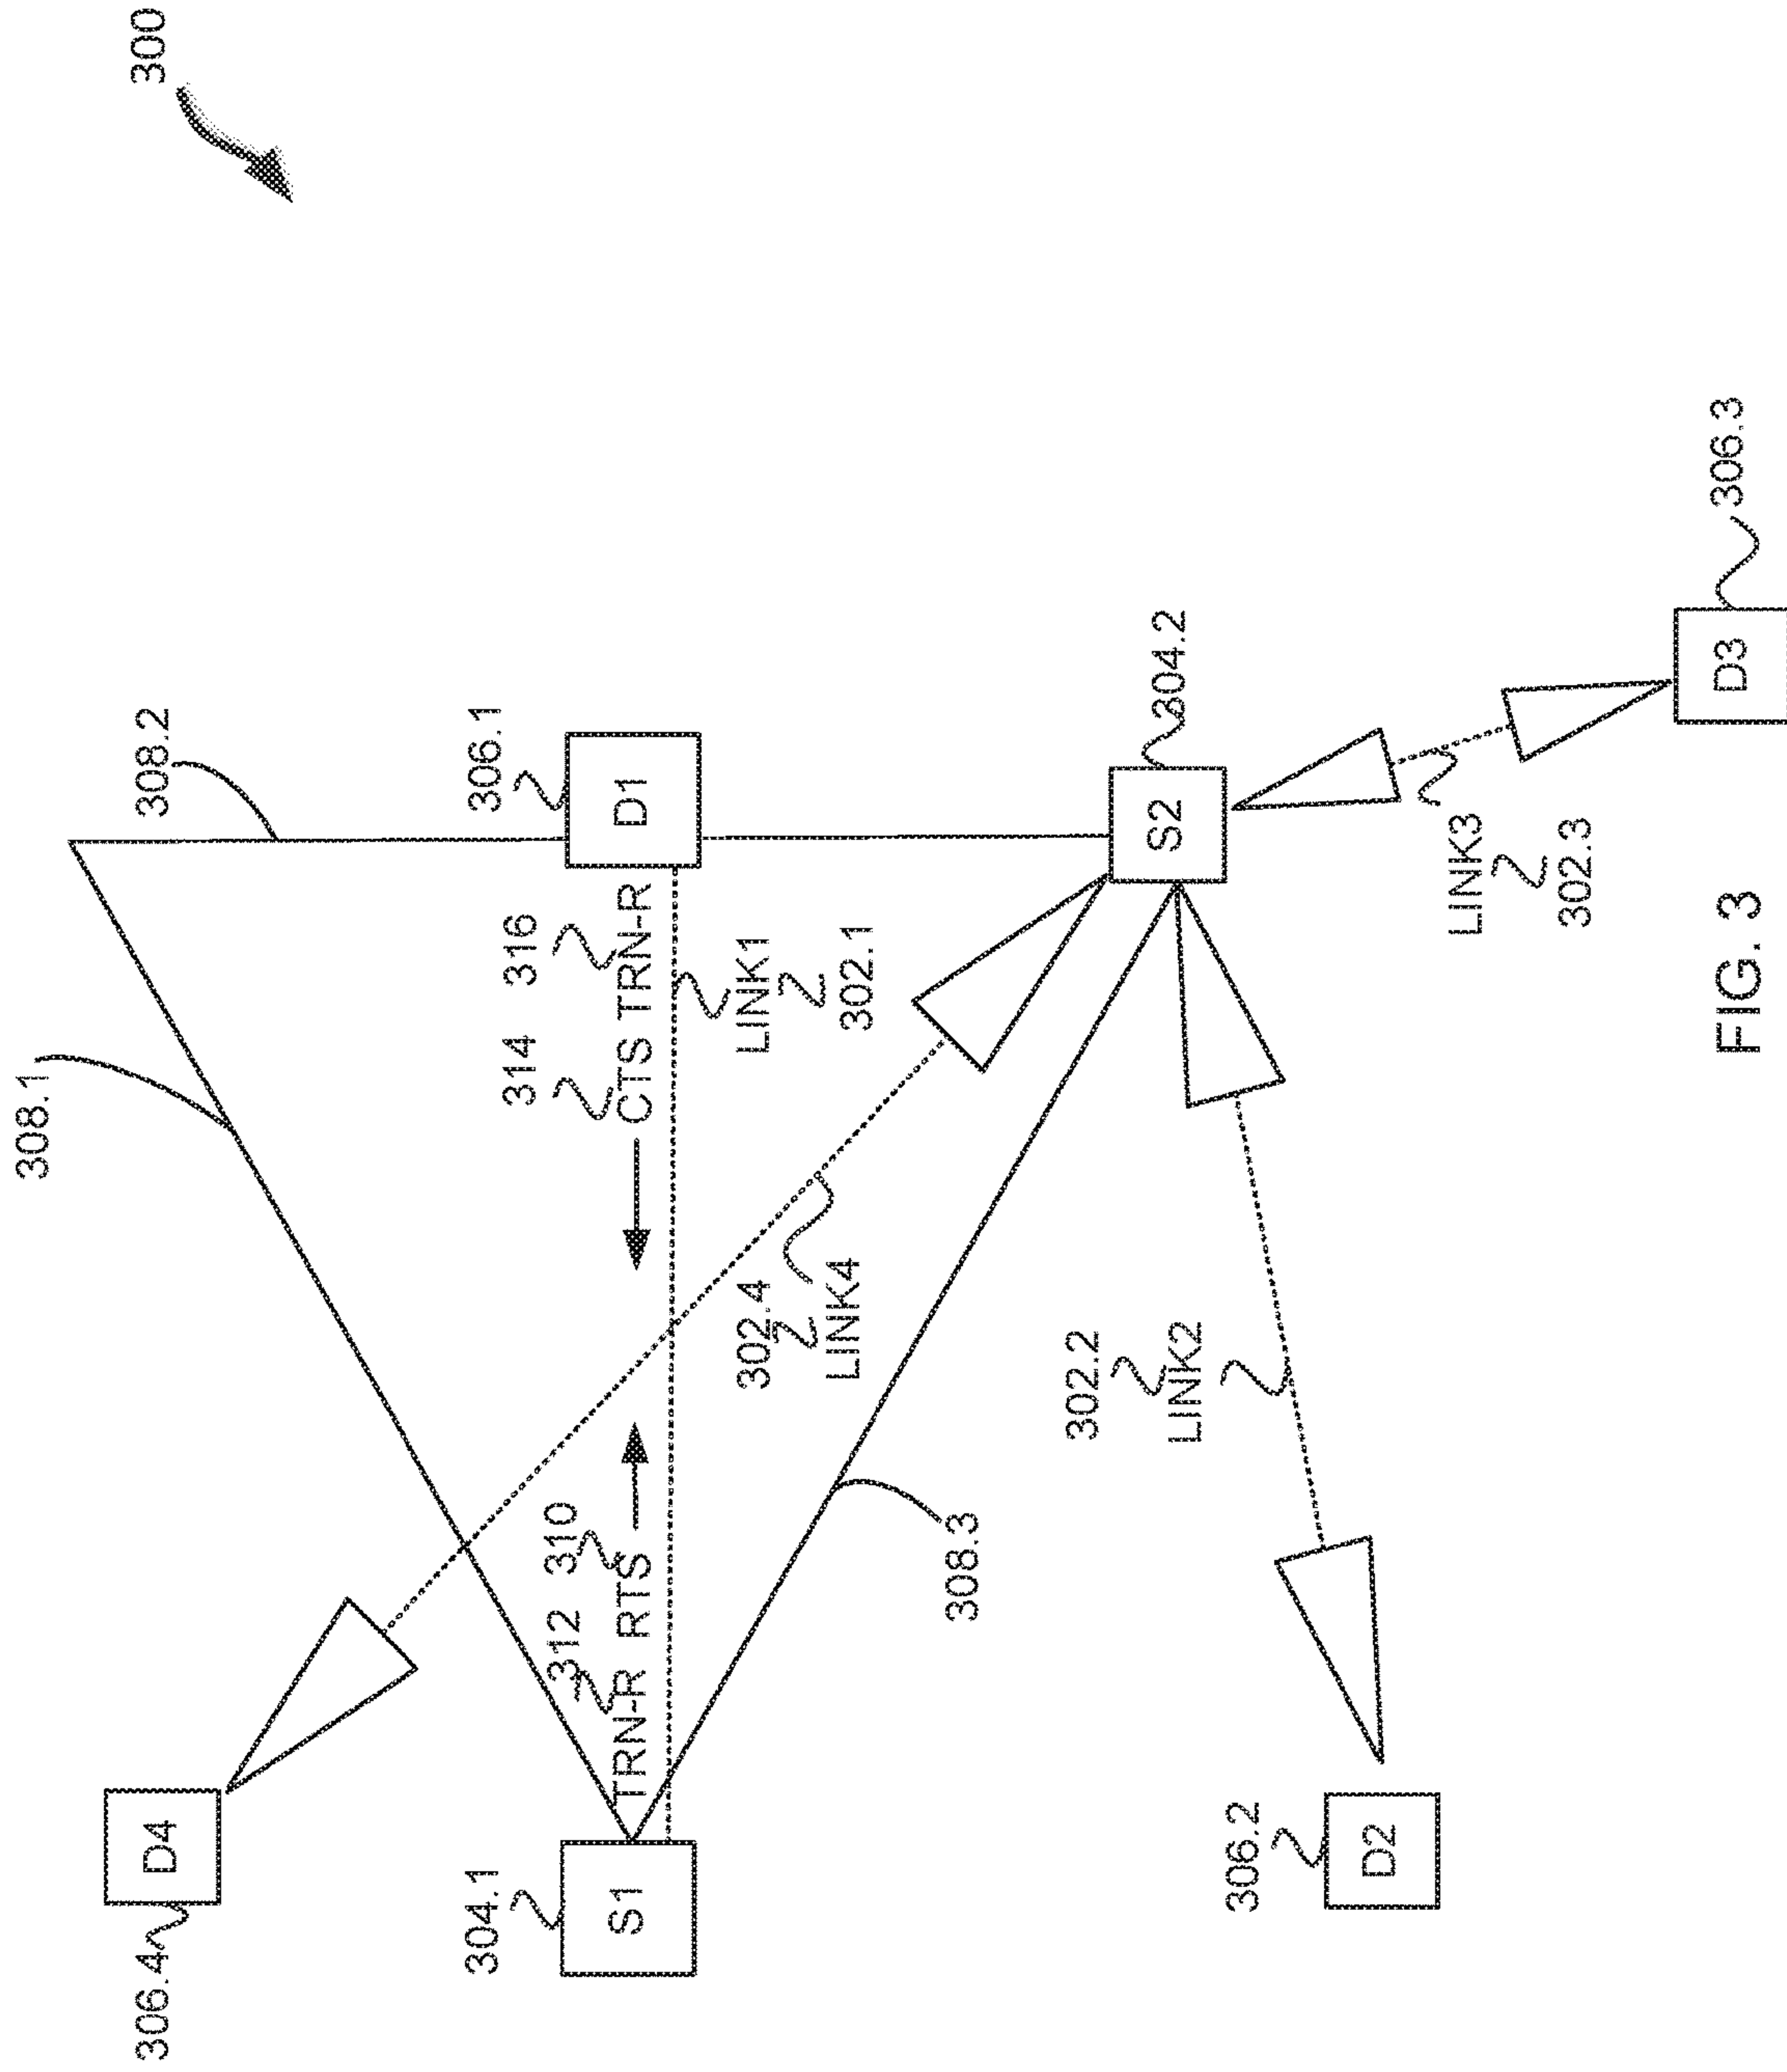 300
308.1
308.2
306.4
D4
304.1
S1
312
310
TRN-R RTS
314
316
CTS TRN-R
306.1
D1
LINK1
302.1
302.4
LINK4
308.3
302.2
LINK2
304.2
S2
306.2
D2
LINK3
302.3
306.3
D3
FIG. 3